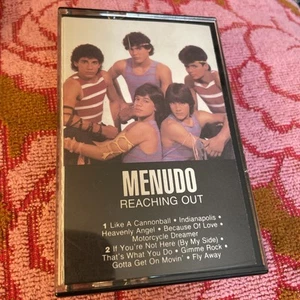 MENUDO
REACHING OUT
1 Like A Cannonball • Indianapolis •
Heavenly Angel • Because Of Love •
Motorcycle Dreamer
2 If You're Not Here (By My Side) •
That's What You Do • Gimme Rock •
Gotta Get On Movin' • Fly Away